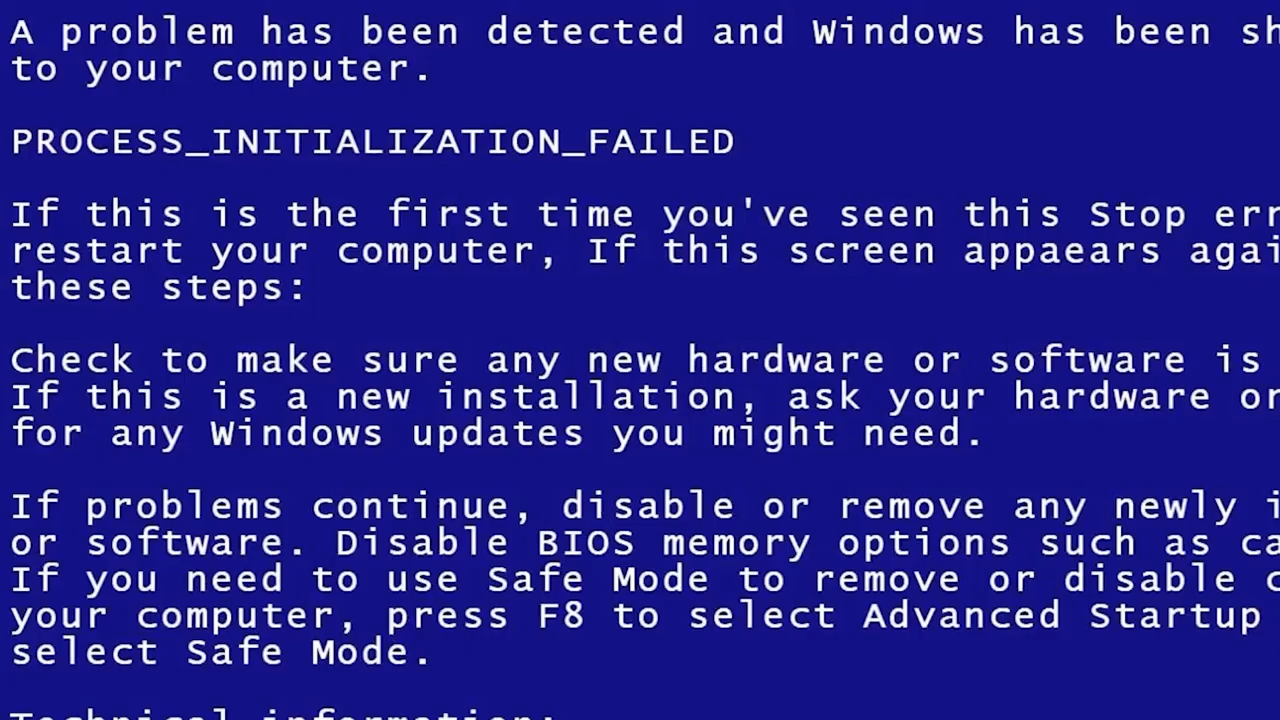 A problem has been detected and Windows has been sh
to your computer.
PROCESS_INITIALIZATION_FAILED
If this is the first time you've seen this Stop err
restart your computer, If this screen appaears agai
these steps:
Check to make sure any new hardware or software is
If this is a new installation, ask your hardware or
for any Windows updates you might need.
If problems continue, disable or remove any newly i
or software. Disable BIOS memory options such as ca
If you need to use Safe Mode to remove or disable c
your computer, press F8 to select Advanced Startup
select Safe Mode.
Technical information: